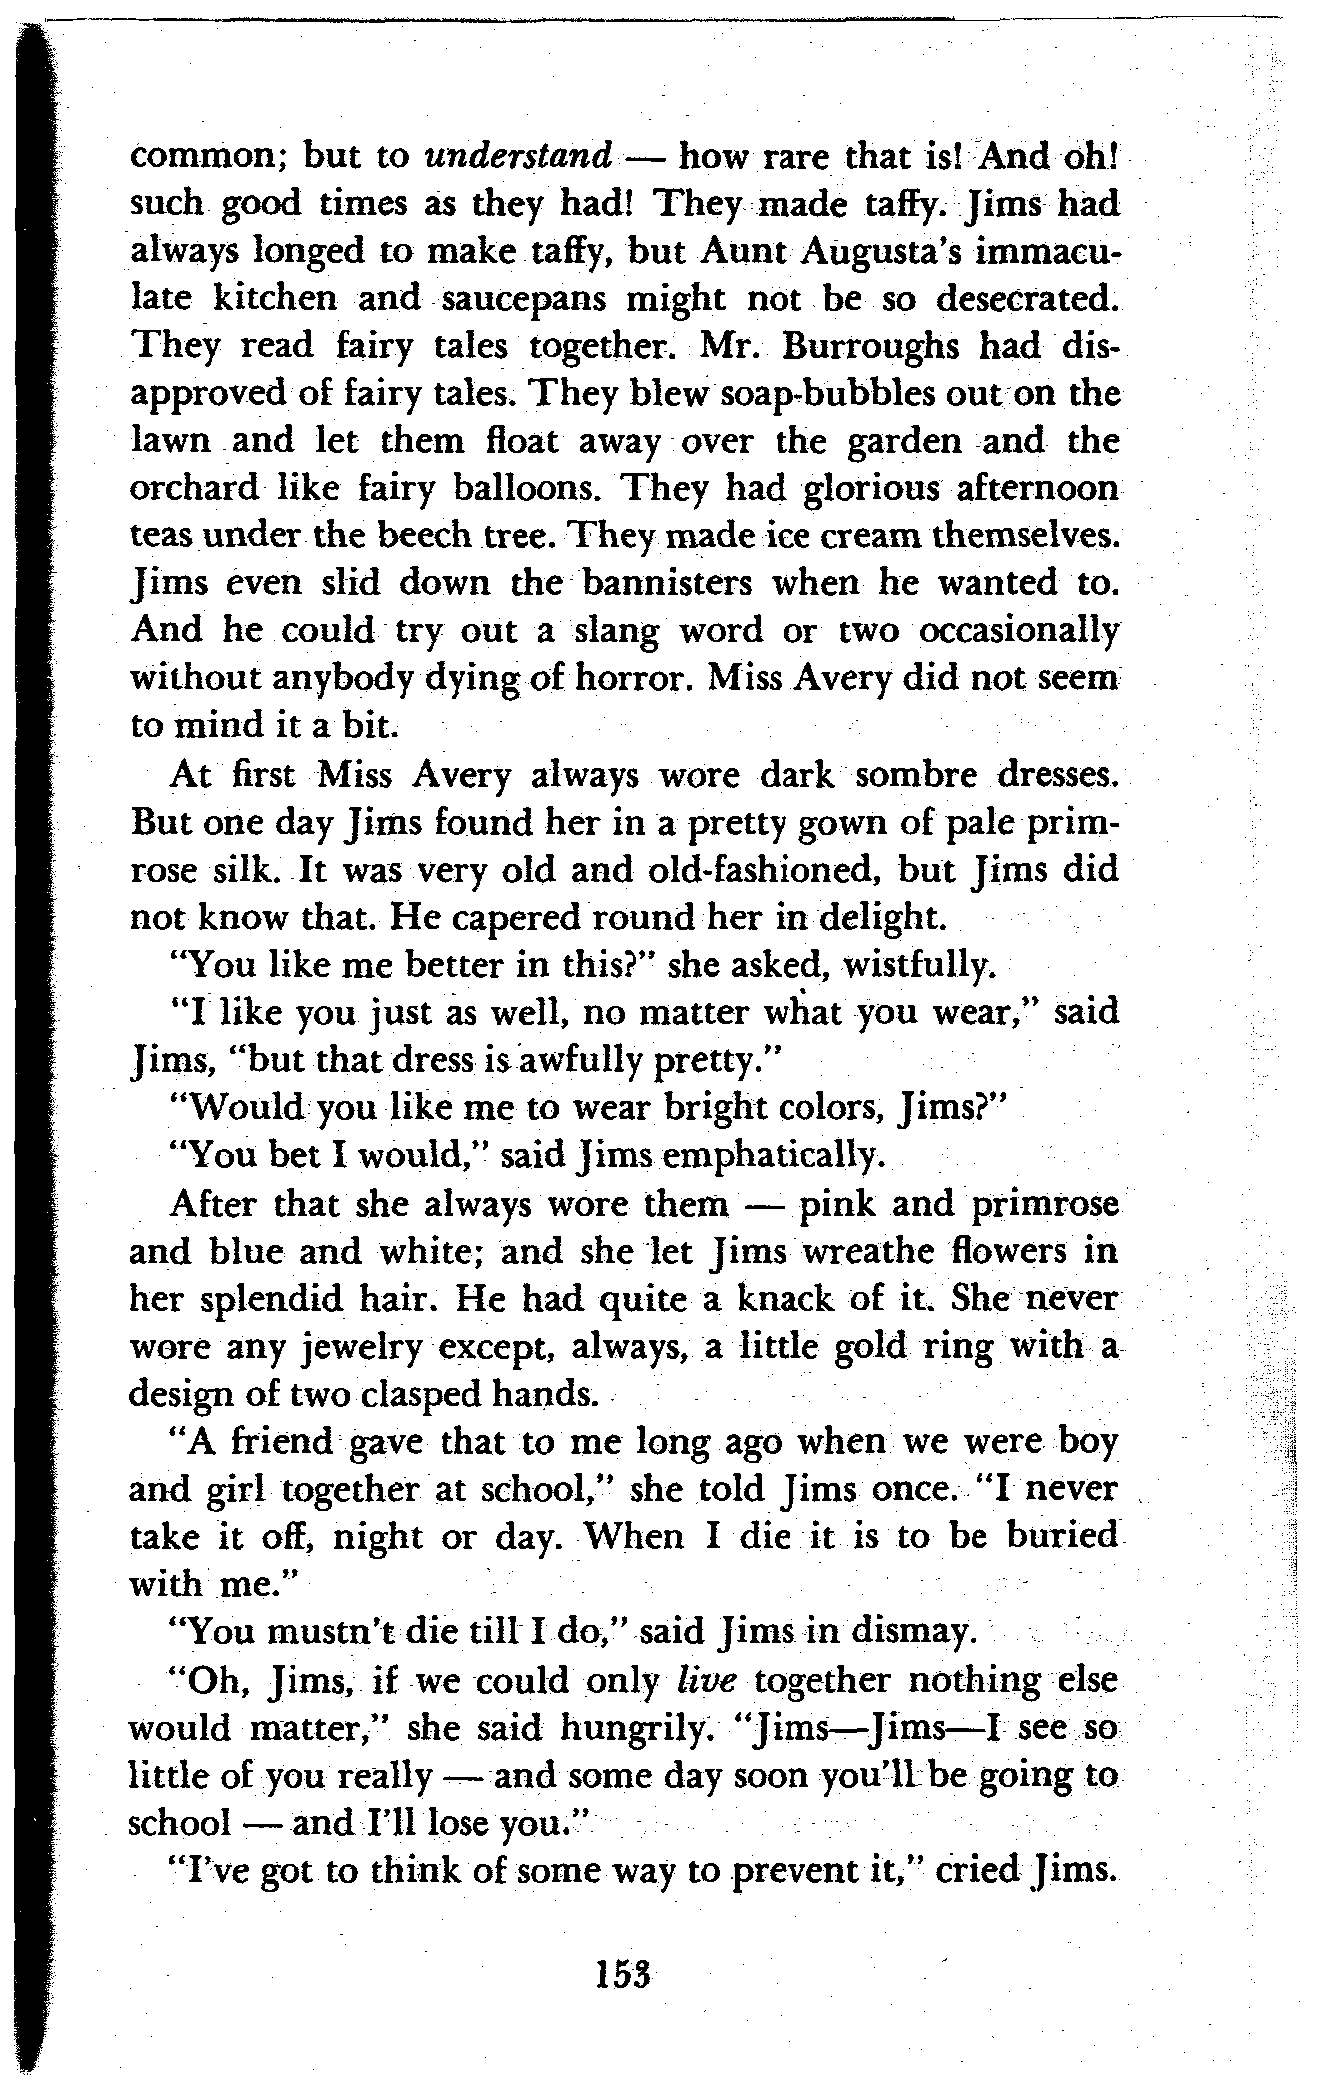 common; but to understand — how rare that is! And oh!
such good times as they had! They made taffy. Jims had
always longed to make taffy, but Aunt Augusta's immacu-
late kitchen and saucepans might not be so desecrated.
They read fairy tales together. Mr. Burroughs had dis-
approved of fairy tales. They blew soap-bubbles out on the
lawn and let them float away over the garden and the
orchard like fairy balloons. They had glorious afternoon
teas under the beech tree. They made ice cream themselves.
Jims even slid down the bannisters when he wanted to.
And he could try out a slang word or two occasionally
without anybody dying of horror. Miss Avery did not seem
to mind it a bit.
At first Miss Avery always wore dark sombre dresses.
But one day Jims found her in a pretty gown of pale prim-
rose silk. It was very old and old-fashioned, but Jims did
not know that. He capered round her in delight.
"You like me better in this?" she asked, wistfully.
"I like you just as well, no matter what you wear," said
Jims, "but that dress is awfully pretty."
"Would you like me to wear bright colors, Jims?"
"You bet I would," said Jims emphatically.
After that she always wore them — pink and primrose
and blue and white; and she let Jims wreathe flowers in
her splendid hair. He had quite a knack of it. She never
wore any jewelry except, always, a little gold ring with a
design of two clasped hands.
"A friend gave that to me long ago when we were boy
and girl together at school," she told Jims once. "I never
take it off, night or day. When I die it is to be buried
with me."
"You mustn't die till I do," said Jims in dismay.
"Oh, Jims, if we could only live together nothing else
would matter," she said hungrily. "Jims—Jims—I see so
little of you really — and some day soon you'll be going to
school — and I'll lose you."
"I've got to think of some way to prevent it," cried Jims.
153